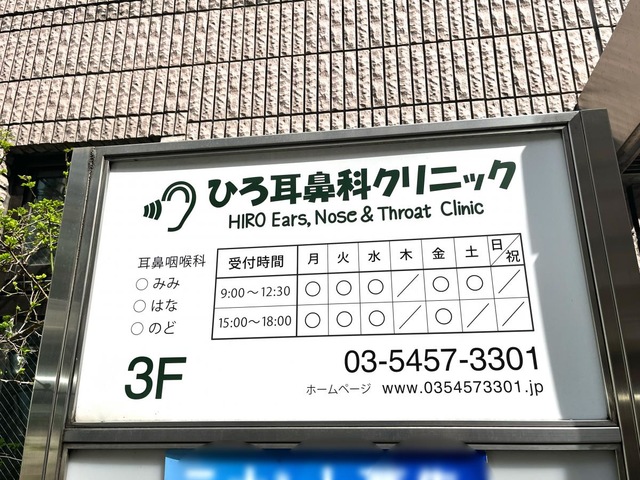 ひろ耳鼻科クリニック
HIRO Ears, Nose & Throat Clinic
耳鼻咽喉科
○ みみ
○ はな
○ のど
受付時間 月 火 水 木 金 土 日/祝
9:00〜12:30 ○ ○ ○ ／ ○ ○ ／
15:00〜18:00 ○ ○ ○ ／ ○ ／ ／
3F
03-5457-3301
ホームページ www.0354573301.jp